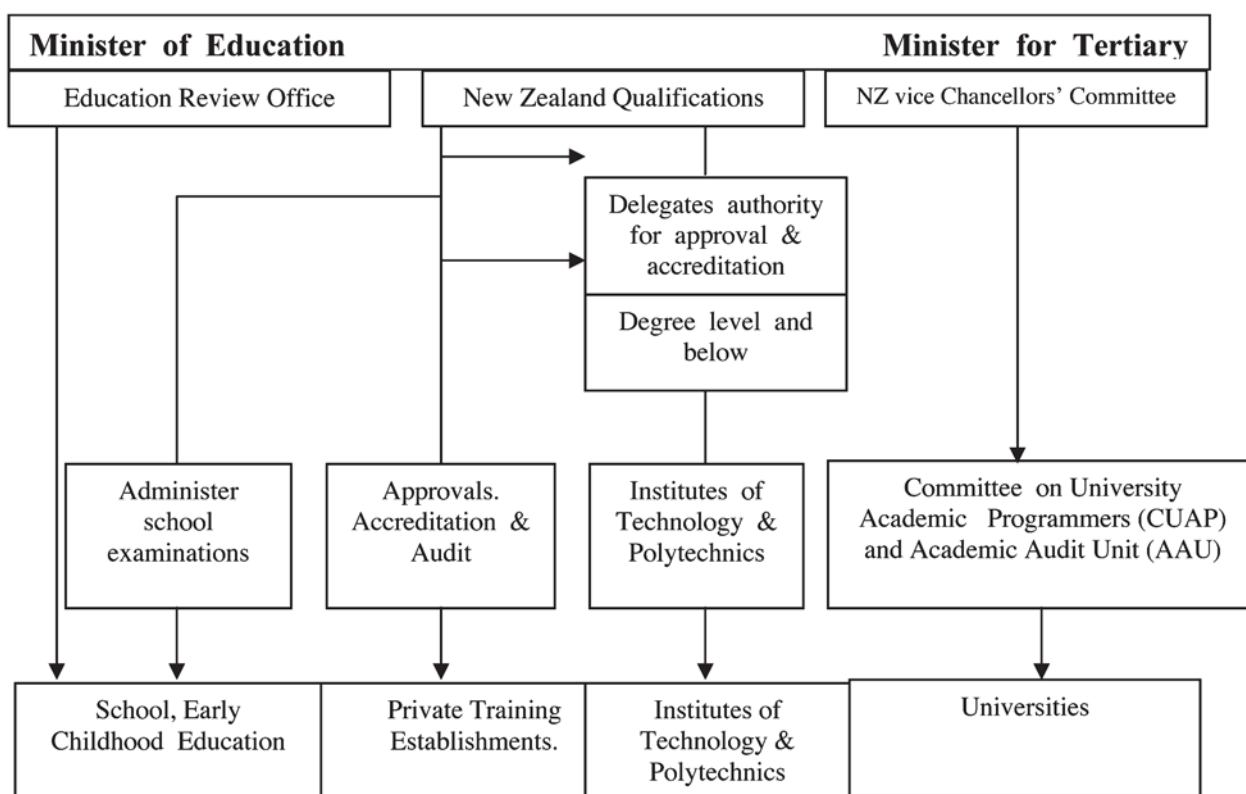 Minister of Education
Minister for Tertiary
Education Review Office
New Zealand Qualifications
NZ vice Chancellors’ Committee
Delegates authority
for approval &
accreditation
Degree level and
below
Administer
school
examinations
Approvals.
Accreditation &
Audit
Institutes of
Technology &
Polytechnics
Committee on University
Academic Programmers (CUAP)
and Academic Audit Unit (AAU)
School, Early
Childhood Education
Private Training
Establishments.
Institutes of
Technology &
Polytechnics
Universities